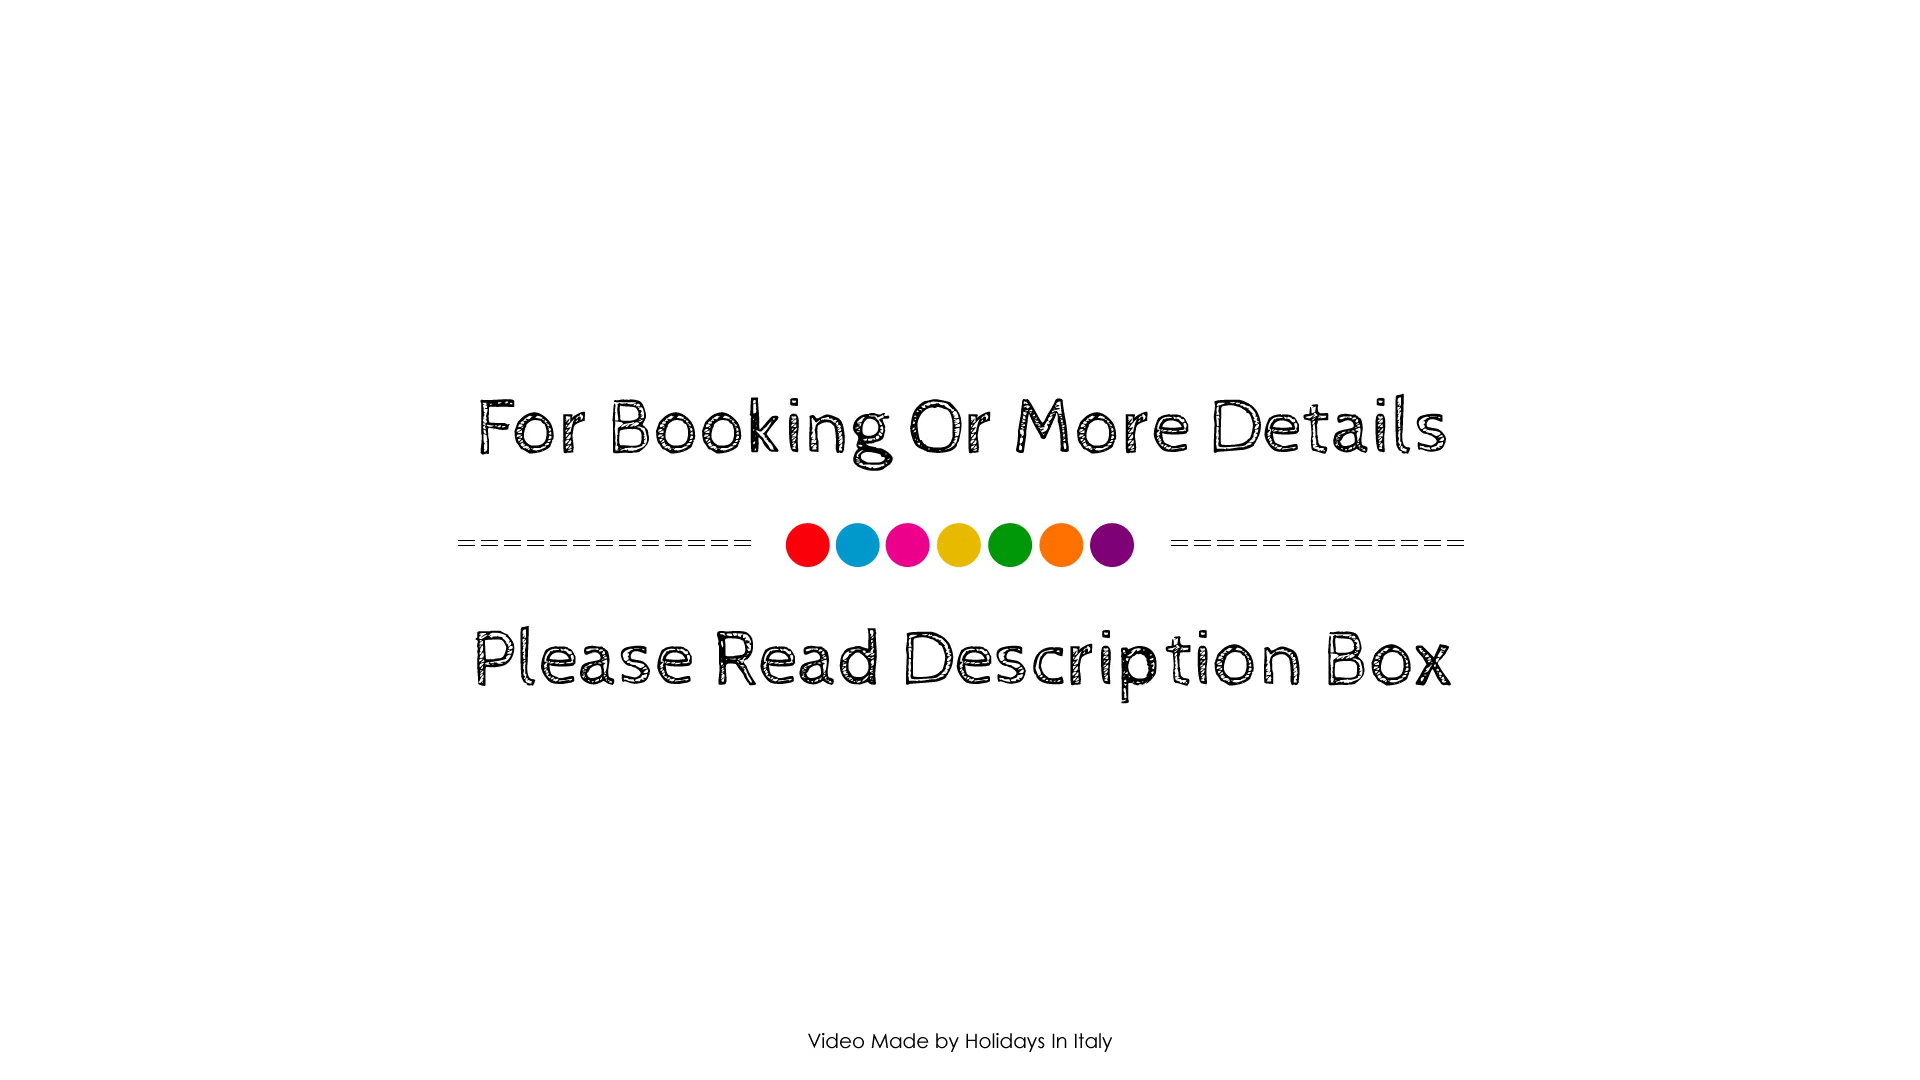 For Booking Or More Details
============= =============
Please Read Description Box
Video Made by Holidays In Italy